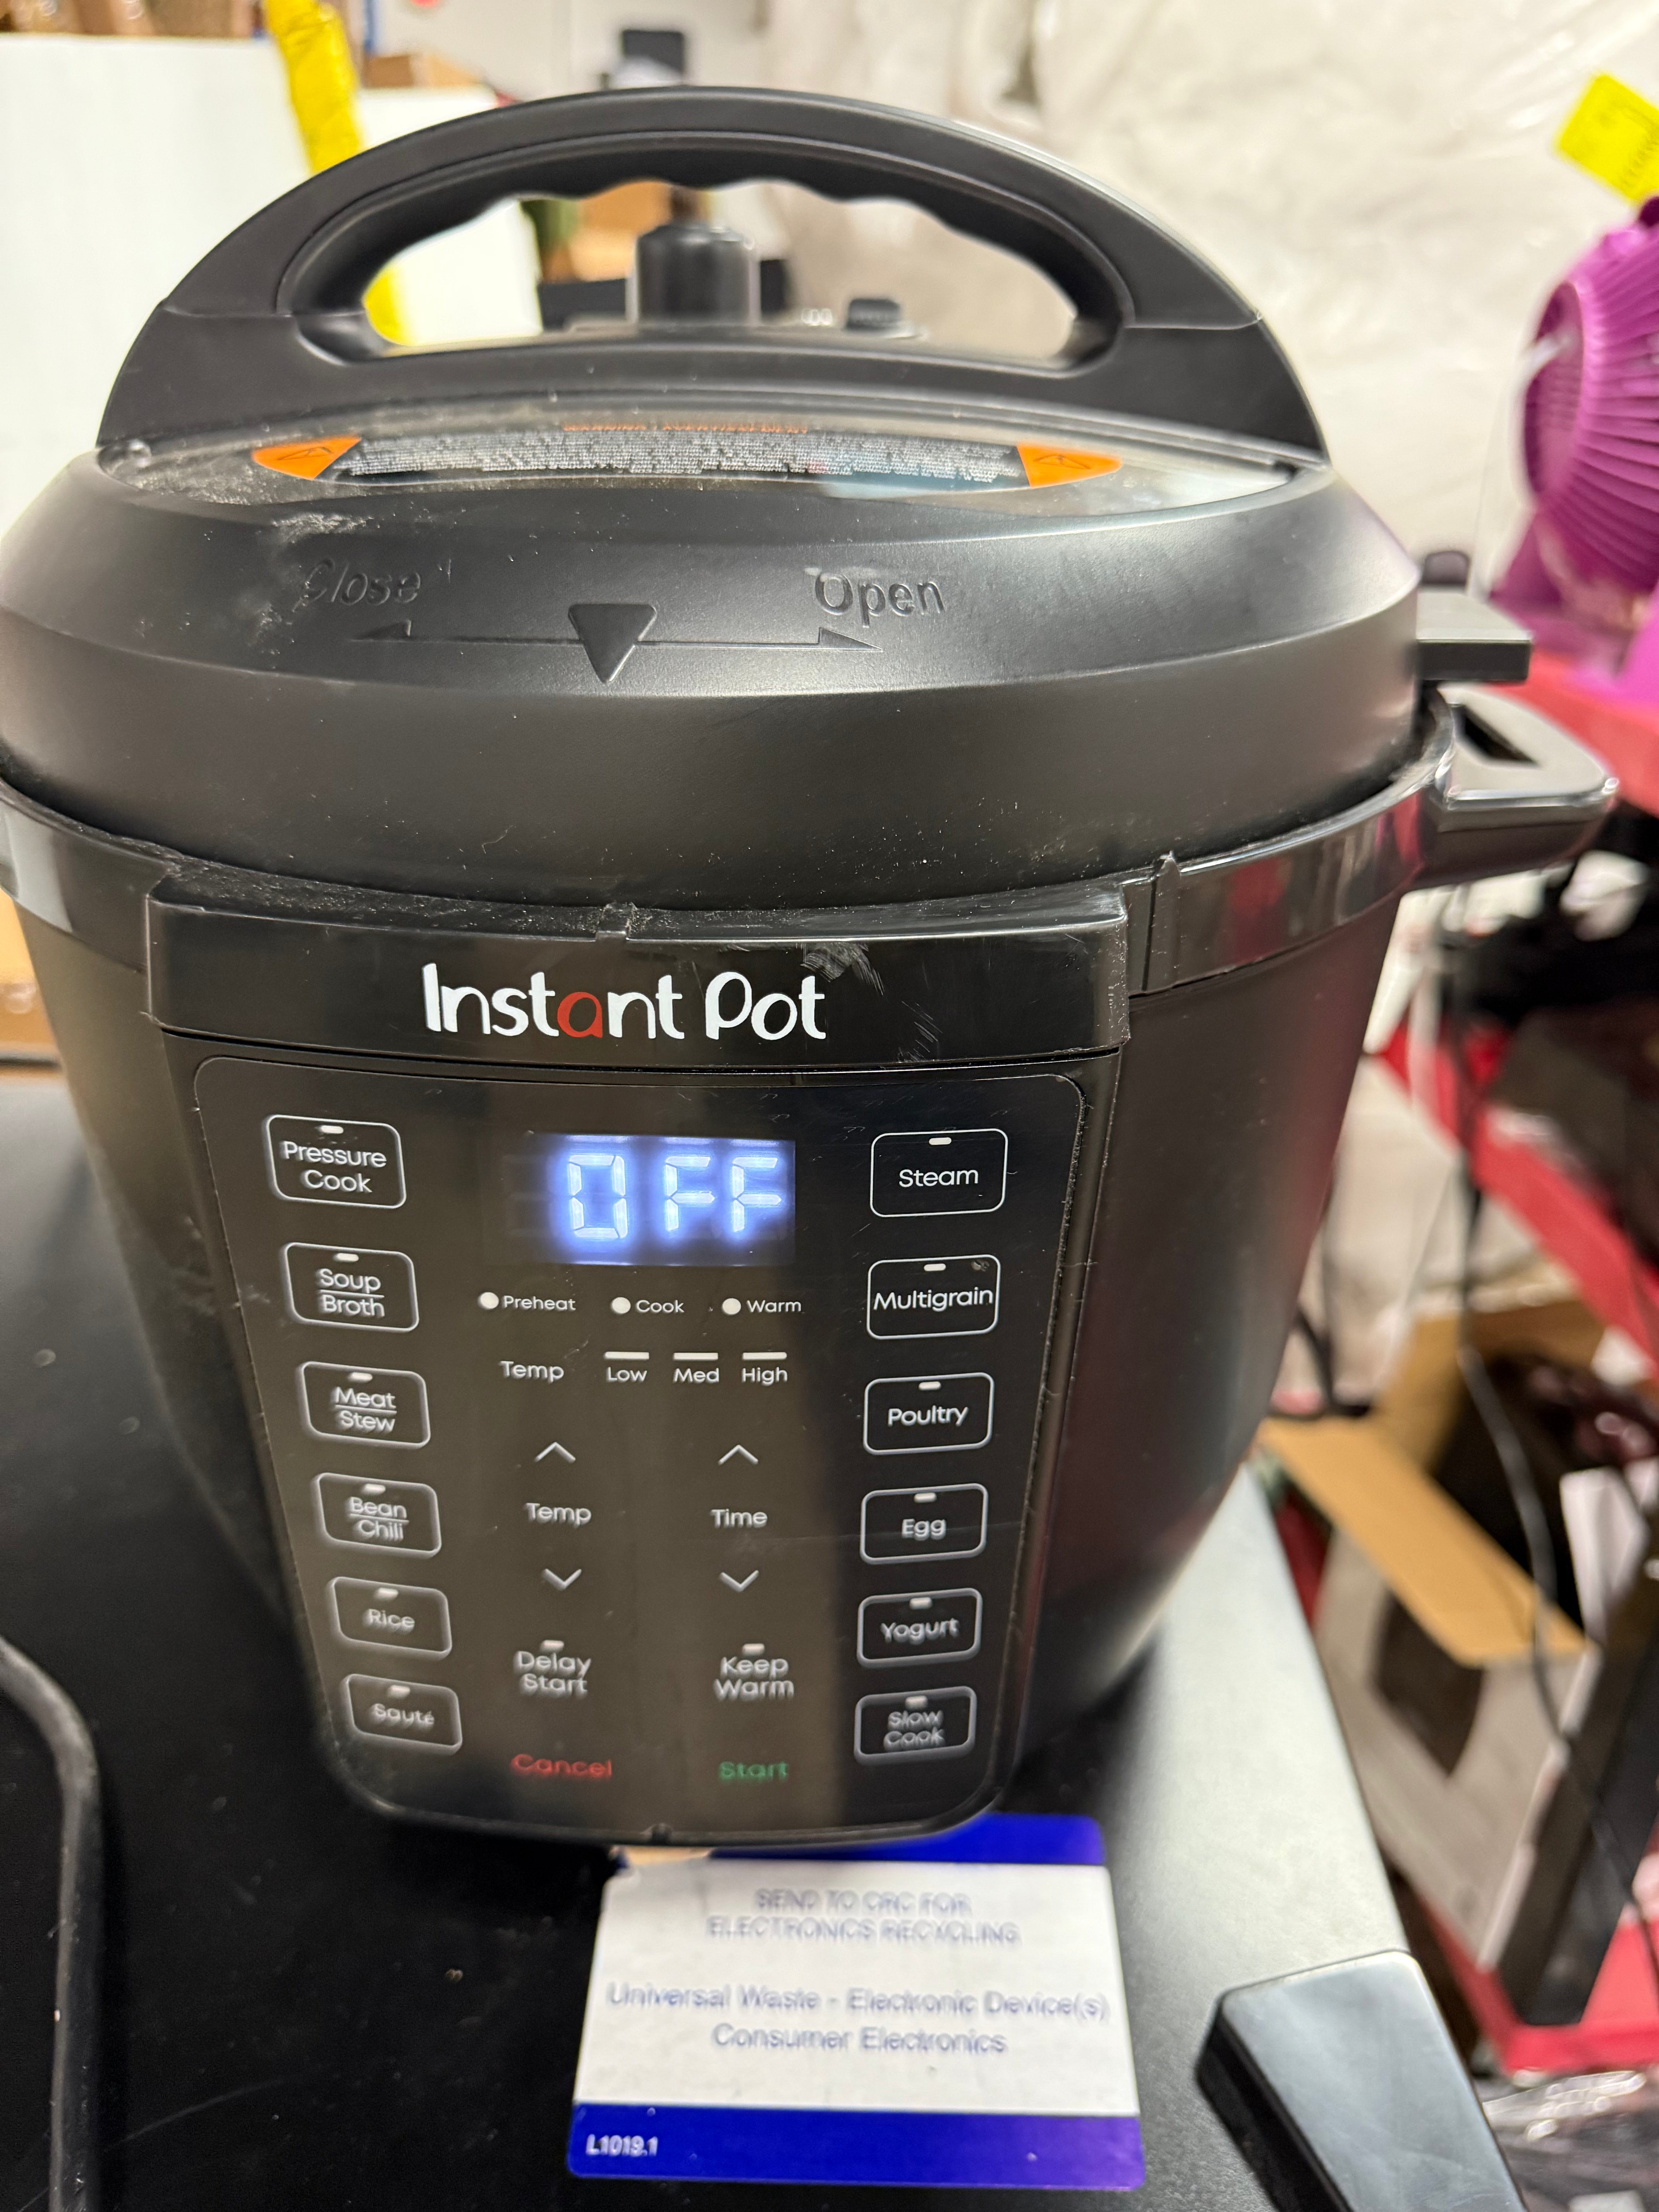 Close
Open
Instant Pot
Pressure
Cook
OFF
Steam
Soup
Broth
Preheat
Cook
Warm
Multigrain
Temp
Low
Med
High
Meat
Stew
Poultry
Bean
Chili
Temp
Time
Egg
Rice
Yogurt
Delay
Start
Keep
Warm
Sauté
Slow
Cook
Cancel
Start
SEND TO CRC FOR
ELECTRONICS RECYCLING
Universal Waste - Electronic Device(s)
Consumer Electronics
L1019.1